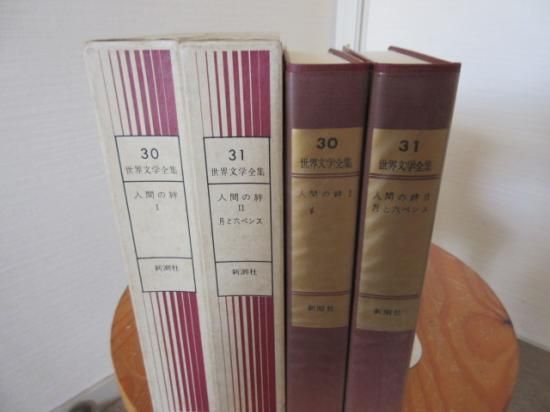 30
世界文学全集
人間の絆
I
新潮社
31
世界文学全集
人間の絆
II
月と六ペンス
新潮社
30
世界文学全集
人間の絆 I
新潮社
31
世界文学全集
人間の絆 II
月と六ペンス
新潮社